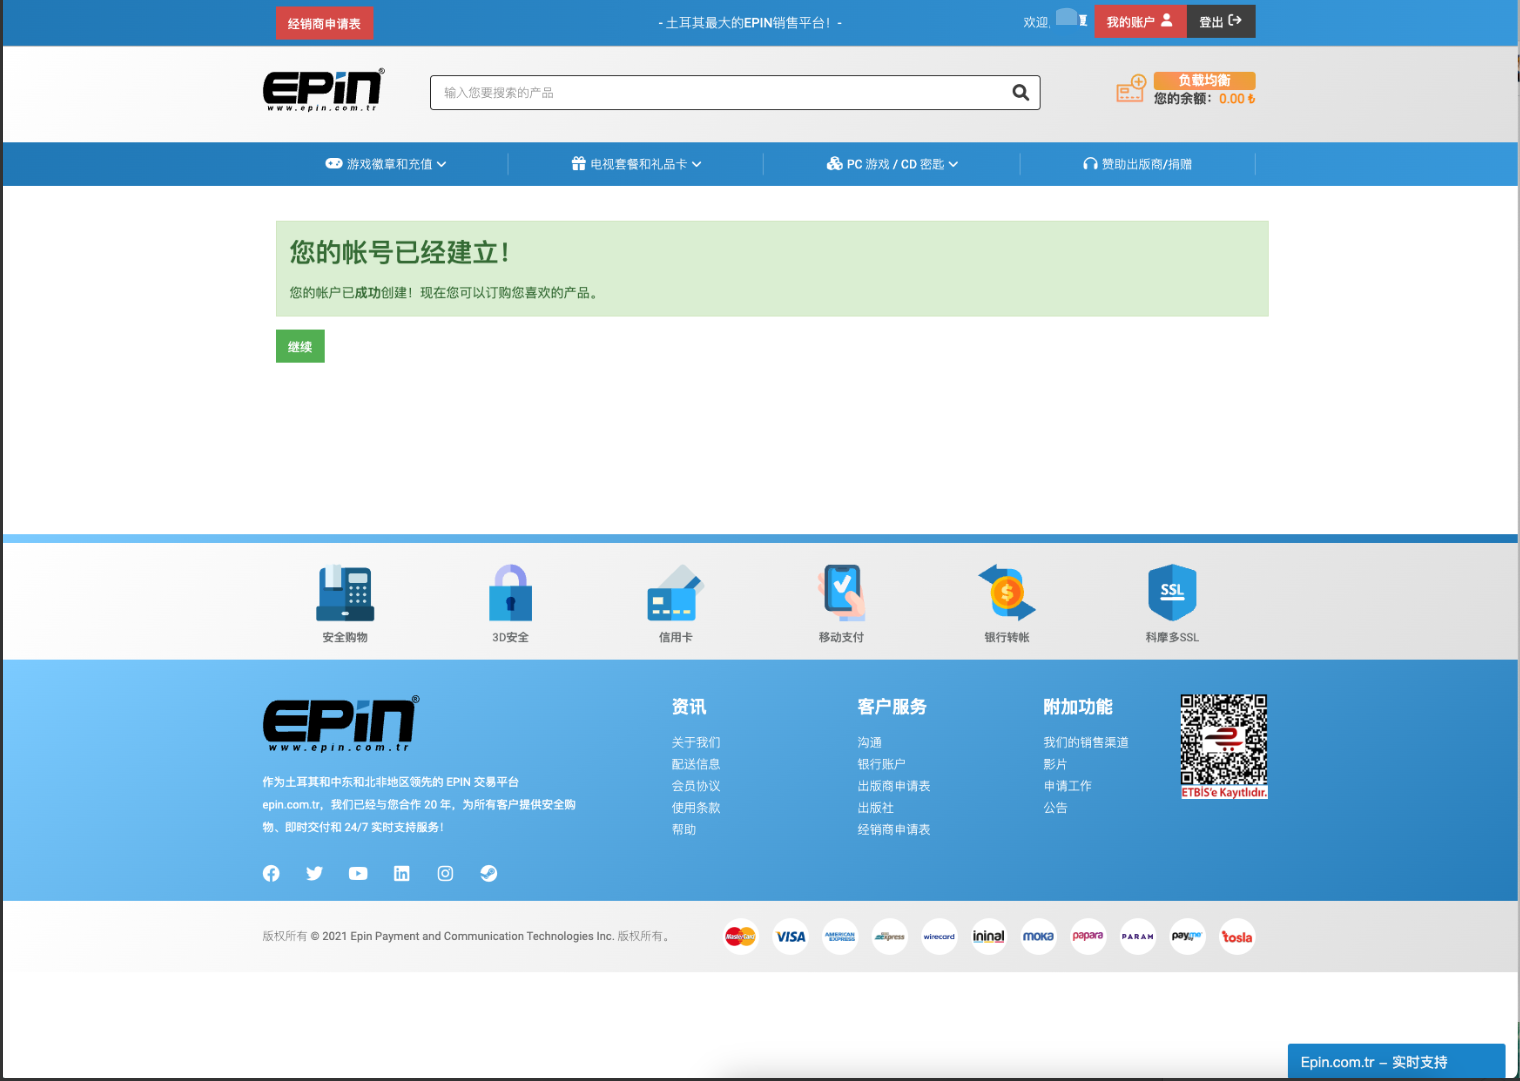 经销商申请表
- 土耳其最大的EPIN销售平台！-
欢迎,
我的账户
登出
EPIN®
www.epin.com.tr
输入您要搜索的产品
负载均衡
您的余额：0.00 ₺
游戏徽章和充值
电视套餐和礼品卡
PC 游戏 / CD 密匙
赞助出版商/捐赠
您的帐号已经建立！
您的帐户已成功创建！现在您可以订购您喜欢的产品。
继续
安全购物
3D安全
信用卡
移动支付
银行转帐
SSL
科摩多SSL
EPIN®
www.epin.com.tr
作为土耳其和中东和北非地区领先的 EPIN 交易平台
epin.com.tr，我们已经与您合作 20 年，为所有客户提供安全购
物、即时交付和 24/7 实时支持服务！
资讯
关于我们
配送信息
会员协议
使用条款
帮助
客户服务
沟通
银行账户
出版商申请表
出版社
经销商申请表
附加功能
我们的销售渠道
影片
申请工作
公告
ETBİS'e Kayıtlıdır.
版权所有 © 2021 Epin Payment and Communication Technologies Inc. 版权所有。
MasterCard
VISA
AMERICAN EXPRESS
Express
wirecard
ininal
moka
papara
PARAM
payme
tosla
Epin.com.tr – 实时支持